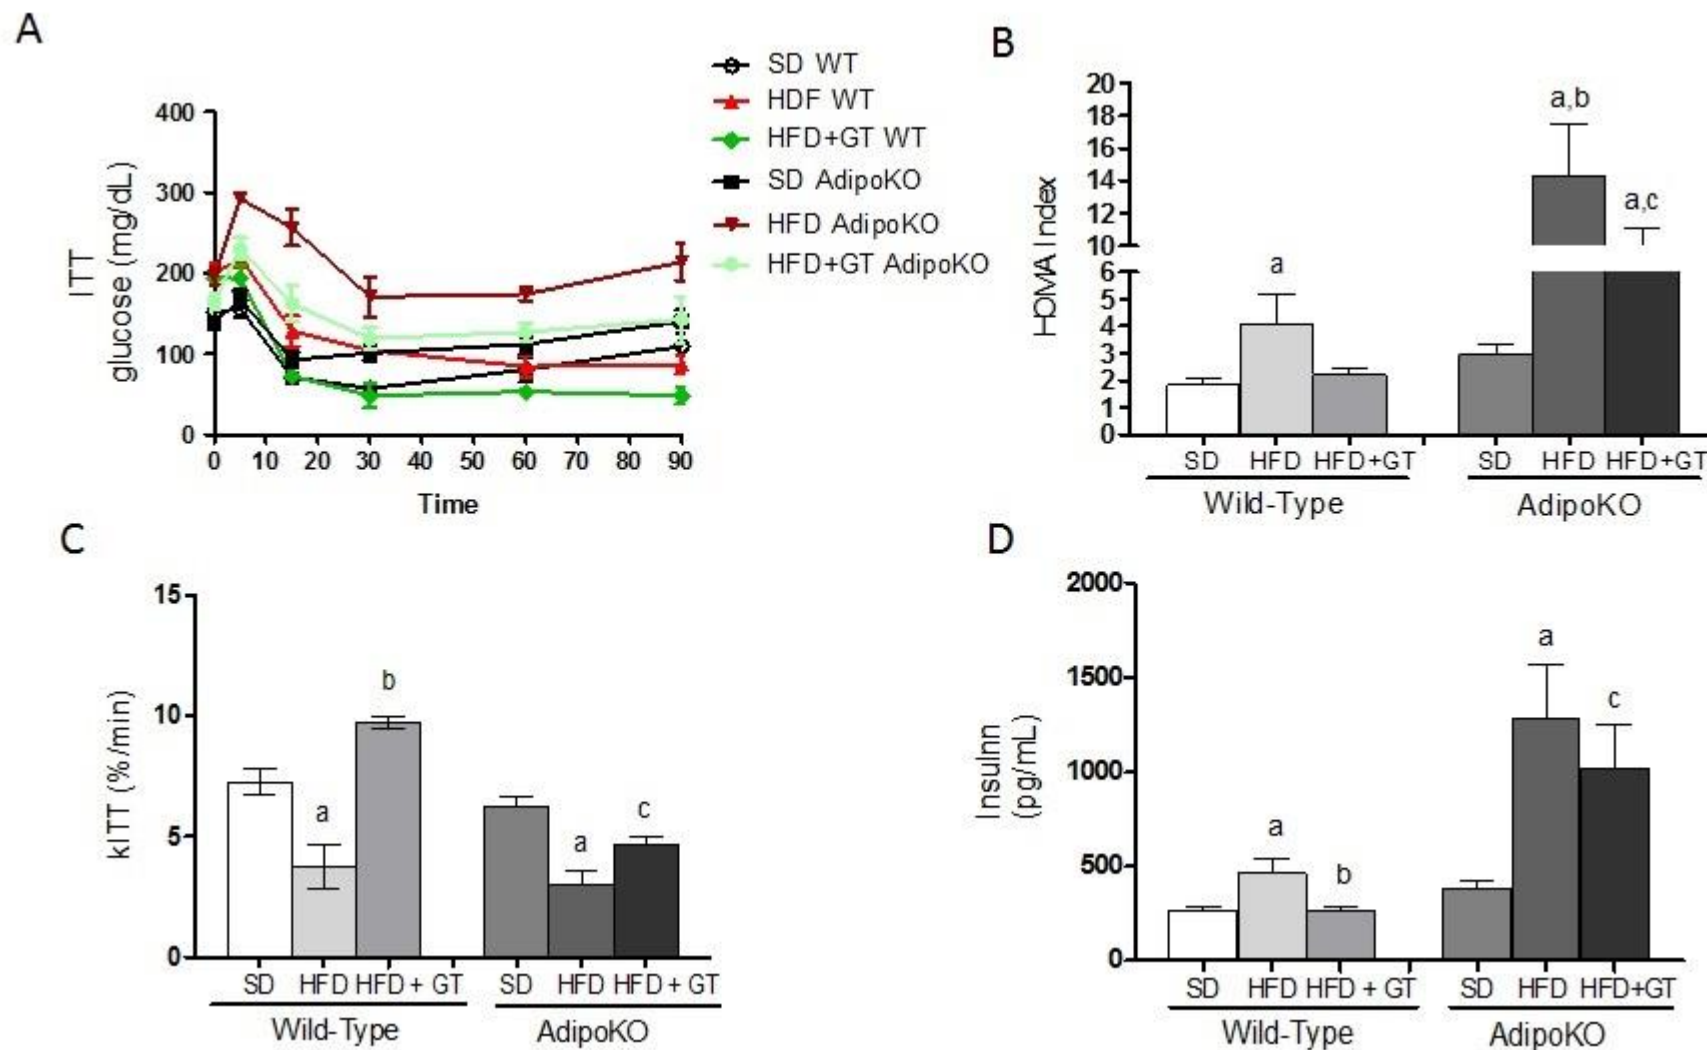 A
SD WT
HDF WT
HFD+GT WT
SD AdipoKO
HFD AdipoKO
HFD+GT AdipoKO
ITT
glucose (mg/dL)
400
300
200
100
0
0 10 20 30 40 50 60 70 80 90
Time
B
HOMA Index
20
18
16
14
12
10
6
5
4
3
2
1
0
a
a,b
a,c
SD HFD HFD+GT SD HFD HFD+GT
Wild-Type AdipoKO
C
kITT (%/min)
15
10
5
0
a
b
a
c
SD HFD HFD + GT SD HFD HFD + GT
Wild-Type AdipoKO
D
Insulnn
(pg/mL)
2000
1500
1000
500
0
a
b
a
c
SD HFD HFD + GT SD HFD HFD+GT
Wild-Type AdipoKO